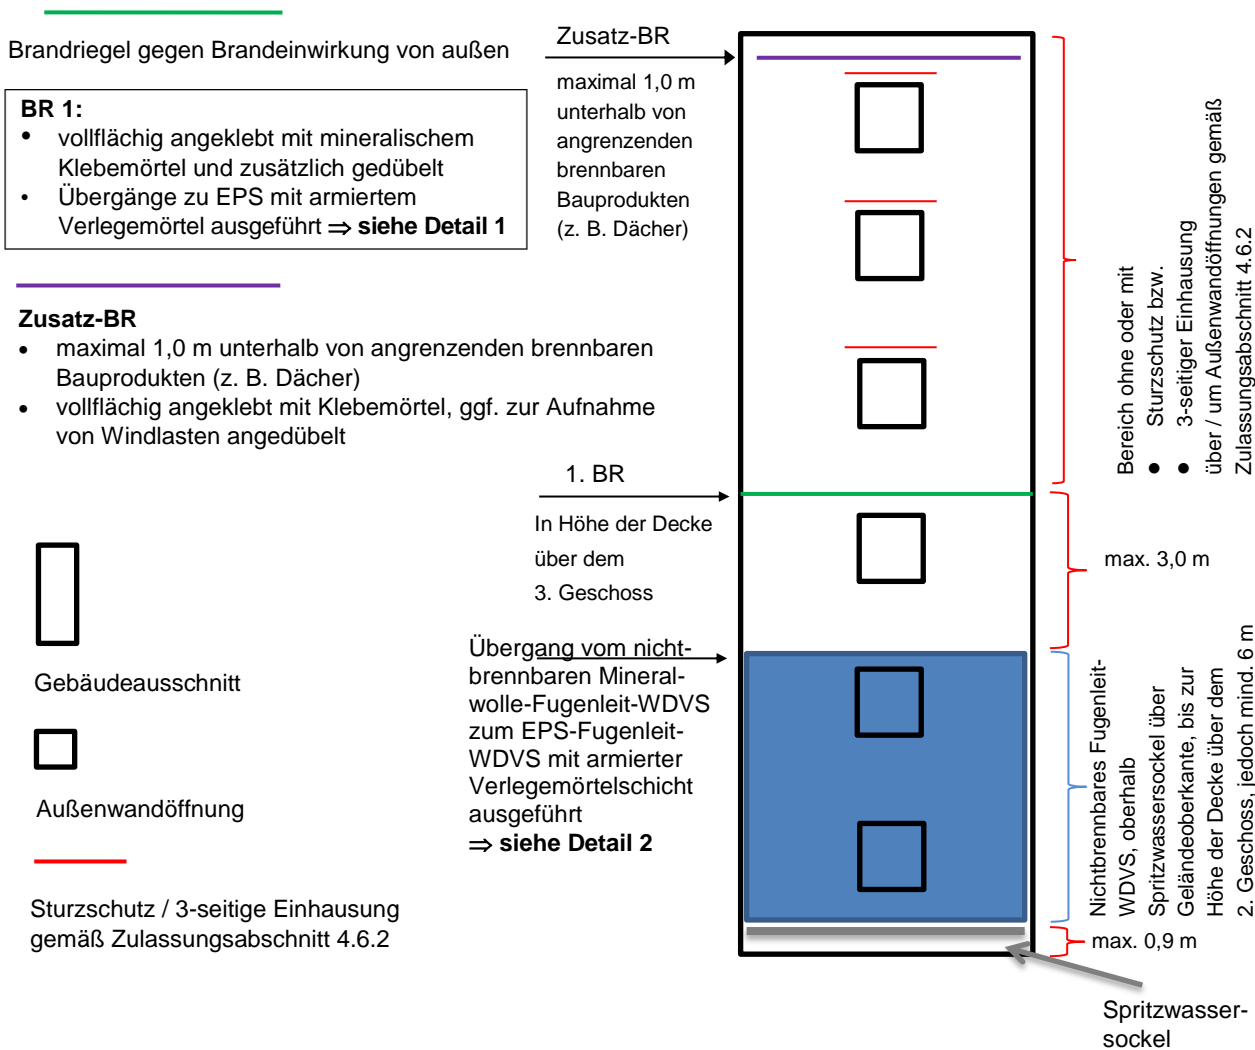 Brandriegel gegen Brandeinwirkung von außen
BR 1:
• vollflächig angeklebt mit mineralischem
Klebemörtel und zusätzlich gedübelt
• Übergänge zu EPS mit armiertem
Verlegemörtel ausgeführt ⇒ siehe Detail 1
Zusatz-BR
• maximal 1,0 m unterhalb von angrenzenden brennbaren
Bauprodukten (z. B. Dächer)
• vollflächig angeklebt mit Klebemörtel, ggf. zur Aufnahme
von Windlasten angedübelt
Gebäudeausschnitt
Außenwandöffnung
Sturzschutz / 3-seitige Einhausung
gemäß Zulassungsabschnitt 4.6.2
Zusatz-BR
maximal 1,0 m
unterhalb von
angrenzenden
brennbaren
Bauprodukten
(z. B. Dächer)
1. BR
In Höhe der Decke
über dem
3. Geschoss
Übergang vom nicht-
brennbaren Mineral-
wolle-Fugenleit-WDVS
zum EPS-Fugenleit-
WDVS mit armierter
Verlegemörtelschicht
ausgeführt
⇒ siehe Detail 2
Bereich ohne oder mit
● Sturzschutz bzw.
● 3-seitiger Einhausung
über / um Außenwandöffnungen gemäß
Zulassungsabschnitt 4.6.2
max. 3,0 m
Nichtbrennbares Fugenleit-
WDVS, oberhalb
Spritzwassersockel über
Geländeoberkante, bis zur
Höhe der Decke über dem
2. Geschoss, jedoch mind. 6 m
max. 0,9 m
Spritzwasser-
sockel